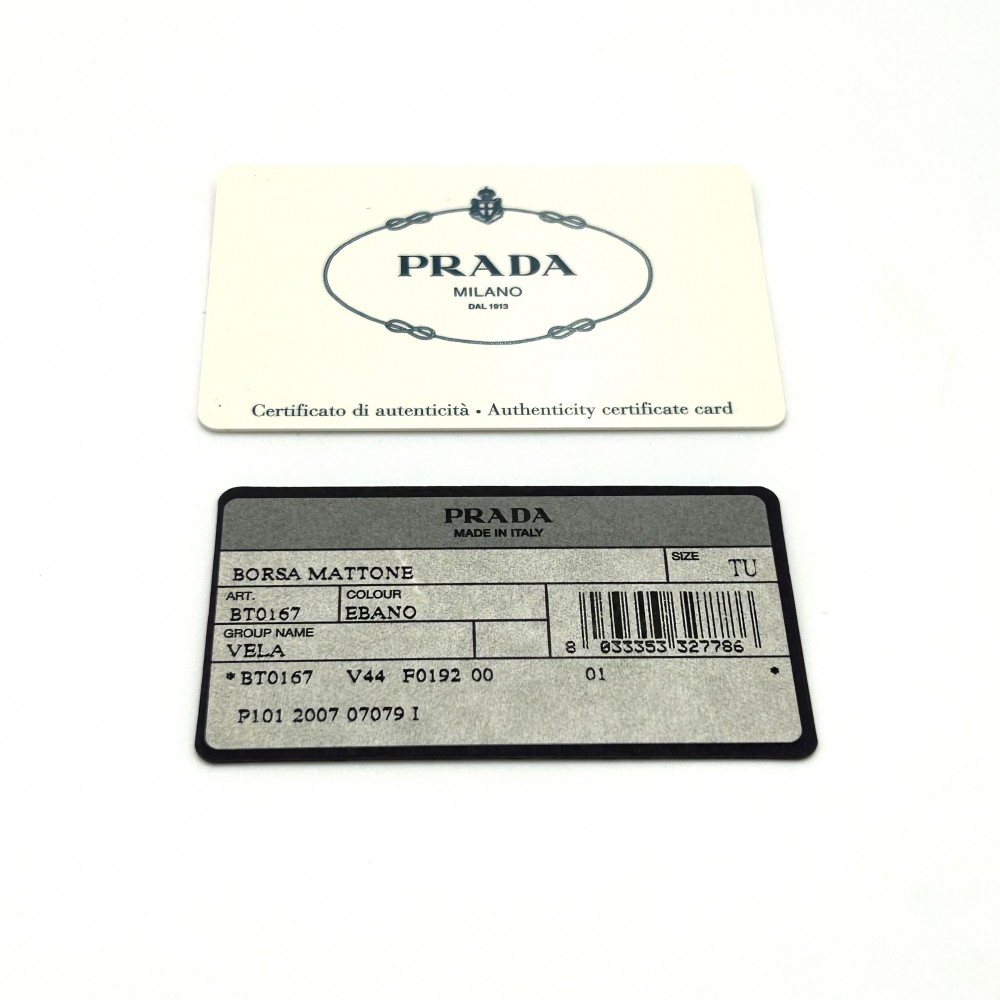 PRADA
MILANO
DAL 1913
Certificato di autenticità • Authenticity certificate card
PRADA
MADE IN ITALY
BORSA MATTONE
SIZE
TU
ART.
BT0167
COLOUR
EBANO
GROUP NAME
VELA
8 033353 327786
*BT0167 V44 F0192 00 01 *
P101 2007 07079 I